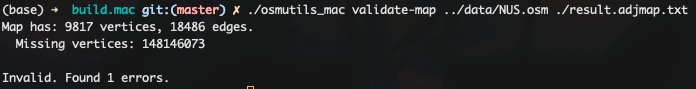 (base) → build.mac git:(master) ✗ ./osmutils_mac validate-map ../data/NUS.osm ./result.adjmap.txt
Map has: 9817 vertices, 18486 edges.
Missing vertices: 148146073
Invalid. Found 1 errors.